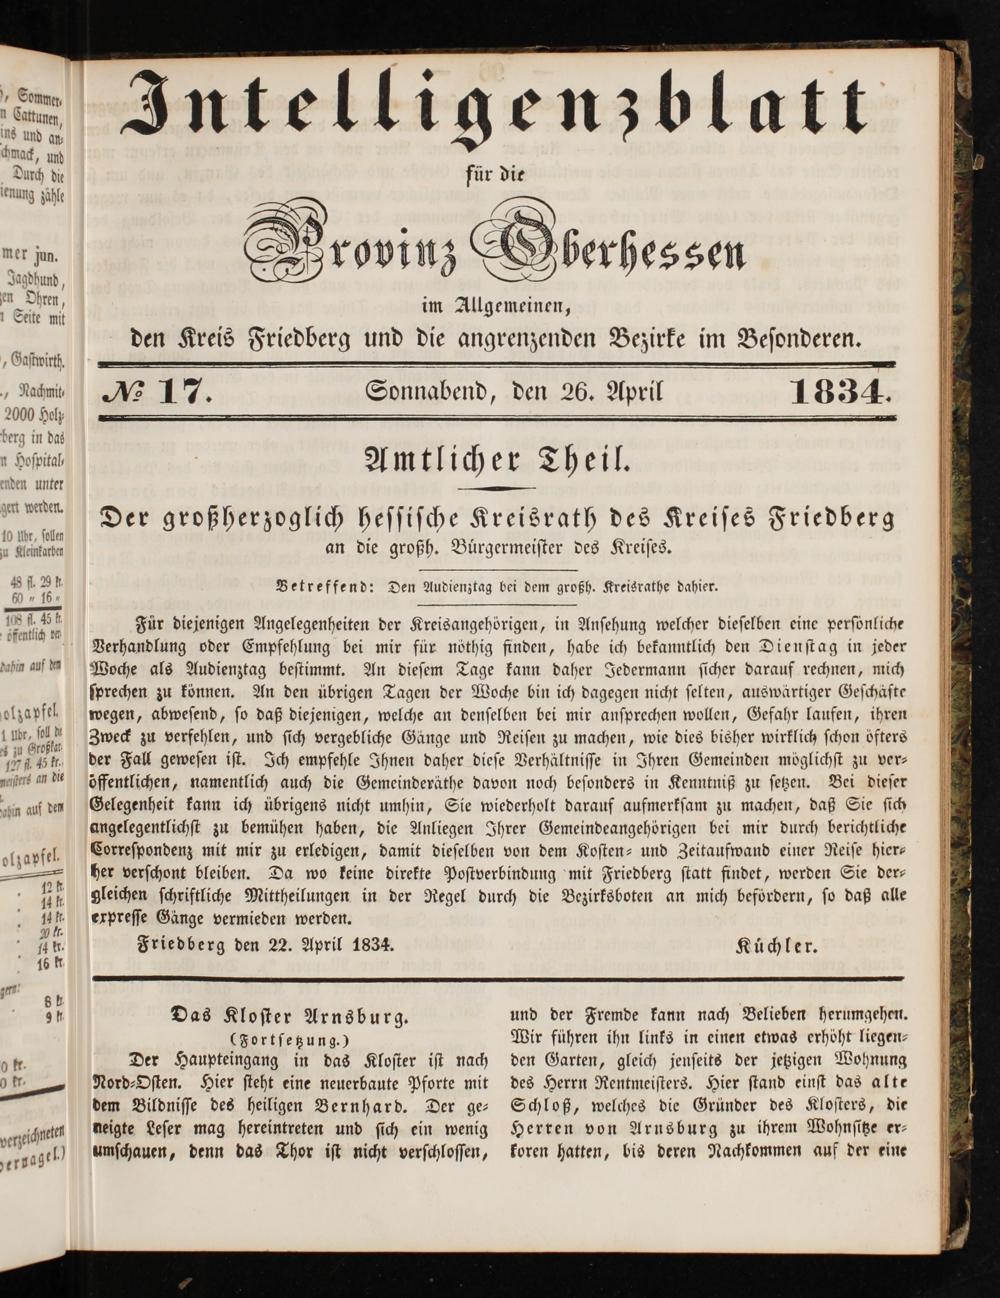 Intelligenzblatt
für die
Provinz Oberhessen
im Allgemeinen,
den Kreis Friedberg und die angrenzenden Bezirke im Besonderen.
№ 17. Sonnabend, den 26. April 1834.
Amtlicher Theil.
Der großherzoglich hessische Kreisrath des Kreises Friedberg
an die großh. Bürgermeister des Kreises.
Betreffend: Den Audienztag bei dem großh. Kreisrathe dahier.
Für diejenigen Angelegenheiten der Kreisangehörigen, in Ansehung welcher dieselben eine persönliche
Verhandlung oder Empfehlung bei mir für nöthig finden, habe ich bekanntlich den Dienstag in jeder
Woche als Audienztag bestimmt. An diesem Tage kann daher Jedermann sicher darauf rechnen, mich
sprechen zu können. An den übrigen Tagen der Woche bin ich dagegen nicht selten, auswärtiger Geschäfte
wegen, abwesend, so daß diejenigen, welche an denselben bei mir ansprechen wollen, Gefahr laufen, ihren
Zweck zu verfehlen, und sich vergebliche Gänge und Reisen zu machen, wie dies bisher wirklich schon öfters
der Fall gewesen ist. Ich empfehle Ihnen daher diese Verhältnisse in Ihren Gemeinden möglichst zu ver-
öffentlichen, namentlich auch die Gemeinderäthe davon noch besonders in Kenntniß zu setzen. Bei dieser
Gelegenheit kann ich übrigens nicht umhin, Sie wiederholt darauf aufmerksam zu machen, daß Sie sich
angelegentlichst zu bemühen haben, die Anliegen Ihrer Gemeindeangehörigen bei mir durch berichtliche
Correspondenz mit mir zu erledigen, damit dieselben von dem Kosten- und Zeitaufwand einer Reise hier-
her verschont bleiben. Da wo keine direkte Postverbindung mit Friedberg statt findet, werden Sie der-
gleichen schriftliche Mittheilungen in der Regel durch die Bezirksboten an mich befördern, so daß alle
expresse Gänge vermieden werden.
Friedberg den 22. April 1834. Küchler.
Das Kloster Arnsburg.
(Fortsetzung.)
Der Haupteingang in das Kloster ist nach
Nord-Osten. Hier steht eine neuerbaute Pforte mit
dem Bildnisse des heiligen Bernhard. Der ge-
neigte Leser mag hereintreten und sich ein wenig
umschauen, denn das Thor ist nicht verschlossen,
und der Fremde kann nach Belieben herumgehen.
Wir führen ihn links in einen etwas erhöht liegen-
den Garten, gleich jenseits der jetzigen Wohnung
des Herrn Rentmeisters. Hier stand einst das alte
Schloß, welches die Gründer des Klosters, die
Herren von Arnsburg zu ihrem Wohnsitze er-
koren hatten, bis deren Nachkommen auf der eine